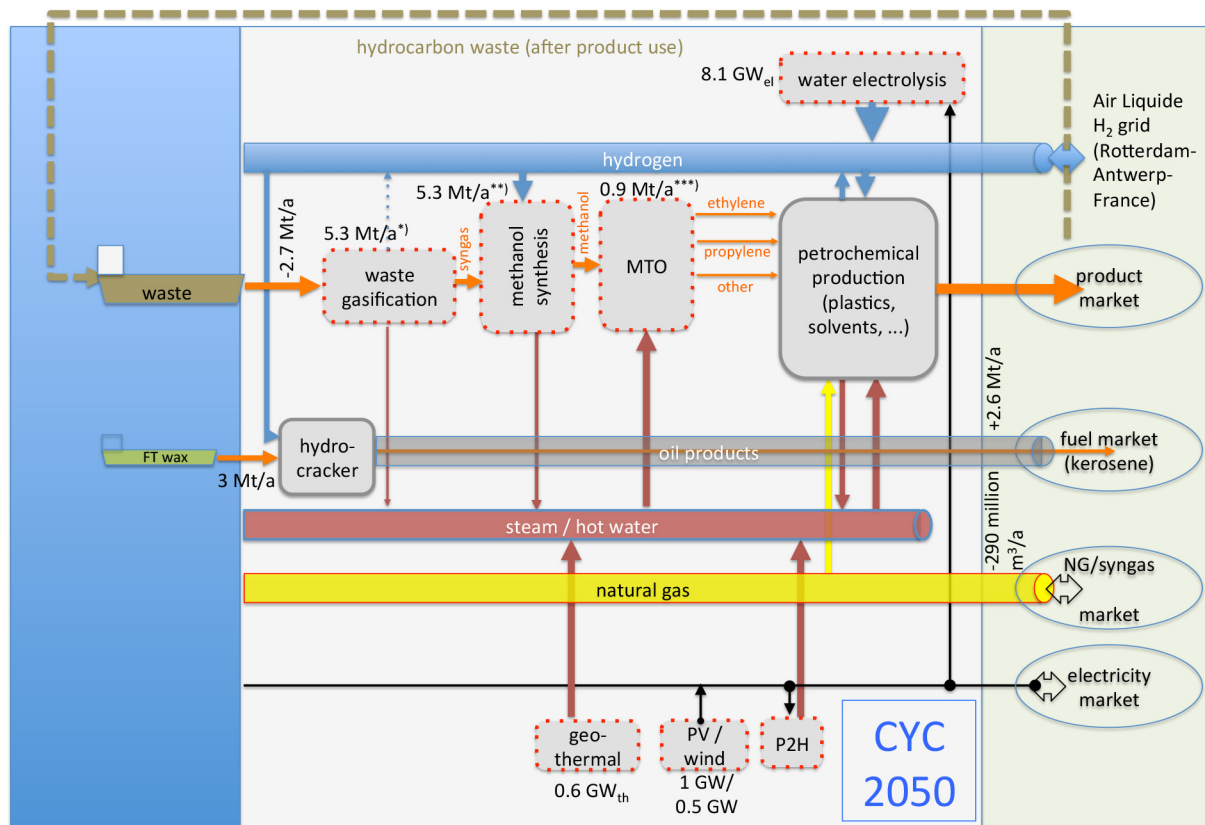 hydrocarbon waste (after product use)
8.1 GWel
water electrolysis
Air Liquide
H2 grid
(Rotterdam-
Antwerp-
France)
hydrogen
-2.7 Mt/a
5.3 Mt/a*)
5.3 Mt/a**)
0.9 Mt/a***)
syngas
methanol
ethylene
propylene
other
waste
waste
gasification
methanol
synthesis
MTO
petrochemical
production
(plastics,
solvents, ...)
product
market
+2.6 Mt/a
FT wax
3 Mt/a
hydro-
cracker
oil products
fuel market
(kerosene)
steam / hot water
-290 million
m3/a
natural gas
NG/syngas
market
electricity
market
geo-
thermal
0.6 GWth
PV /
wind
1 GW/
0.5 GW
P2H
CYC
2050